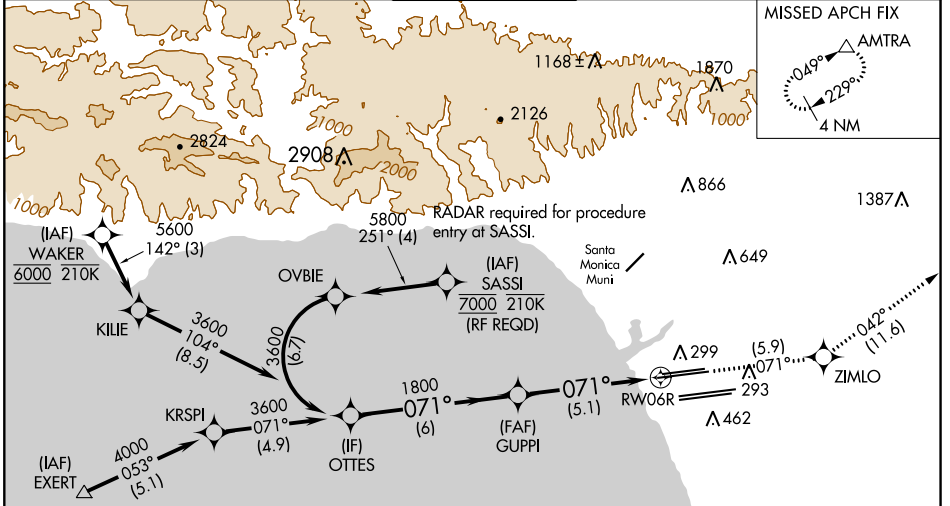 MISSED APCH FIX
AMTRA
049°
229°
4 NM
1168 ±
1870
1000
2126
1000
2824
2908
2000
1000
866
1387
649
(IAF)
WAKER
6000 210K
5600
142° (3)
5800
251° (4)
RADAR required for procedure
entry at SASSI.
Santa
Monica
Muni
OVBIE
(IAF)
SASSI
7000 210K
(RF REQD)
KILIE
3600
104°
(8.5)
3600
(6.7)
042°
(11.6)
299
(5.9)
071°
ZIMLO
RW06R
293
462
KRSPI
3600
071°
(4.9)
1800
071°
(6)
071°
(5.1)
(IF)
OTTES
(FAF)
GUPPI
4000
053°
(5.1)
(IAF)
EXERT